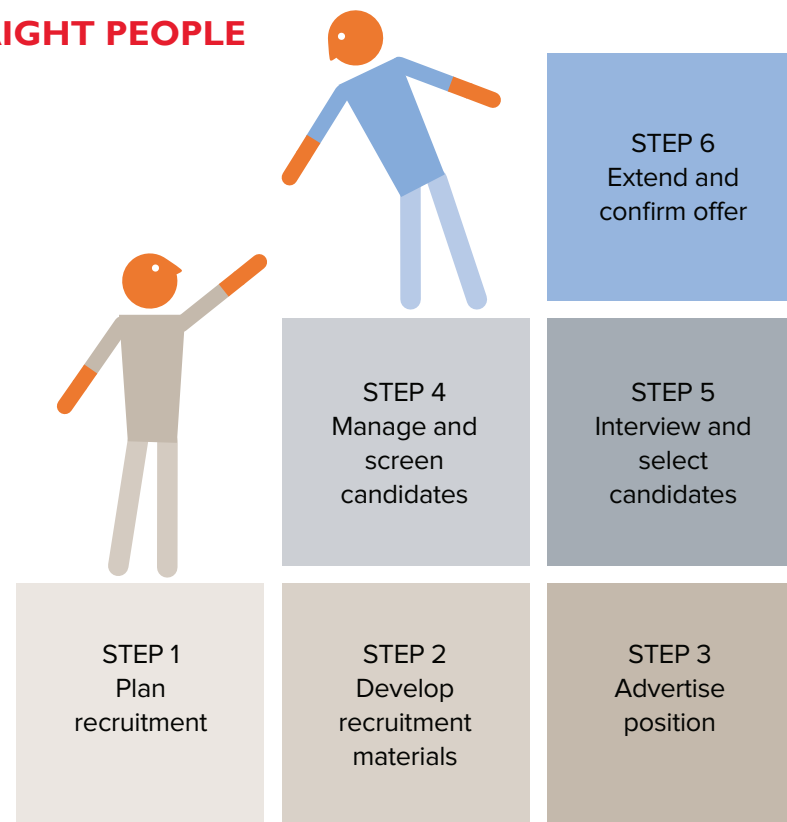 RIGHT PEOPLE
STEP 6
Extend and
confirm offer
STEP 4
Manage and
screen
candidates
STEP 5
Interview and
select
candidates
STEP 1
Plan
recruitment
STEP 2
Develop
recruitment
materials
STEP 3
Advertise
position